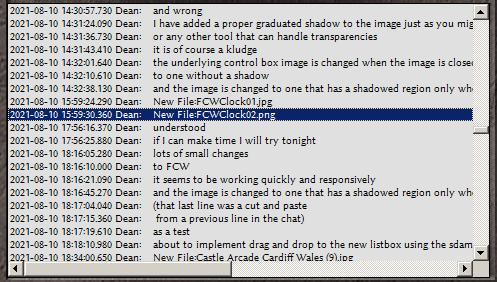 2021-08-10 14:30:57.730 Dean: and wrong
2021-08-10 14:31:24.090 Dean: I have added a proper graduated shadow to the image just as you mig
2021-08-10 14:31:36.730 Dean: or any other tool that can handle transparencies
2021-08-10 14:31:43.410 Dean: it is of course a kludge
2021-08-10 14:32:01.640 Dean: the underlying control box image is changed when the image is close
2021-08-10 14:32:10.610 Dean: to one without a shadow
2021-08-10 14:32:38.130 Dean: and the image is changed to one that has a shadowed region only whe
2021-08-10 15:59:24.290 Dean: New File:FCWClock01.jpg
2021-08-10 15:59:30.360 Dean: New File:FCWClock02.png
2021-08-10 17:56:16.370 Dean: understood
2021-08-10 17:56:25.880 Dean: if I can make time I will try tonight
2021-08-10 18:16:05.280 Dean: lots of small changes
2021-08-10 18:16:10.000 Dean: to FCW
2021-08-10 18:16:21.090 Dean: it seems to be working quickly and responsively
2021-08-10 18:16:45.270 Dean: and the image is changed to one that has a shadowed region only whe
2021-08-10 18:17:04.040 Dean: (that last line was a cut and paste
2021-08-10 18:17:15.360 Dean: from a previous line in the chat)
2021-08-10 18:17:19.610 Dean: as a test
2021-08-10 18:18:10.980 Dean: about to implement drag and drop to the new listbox using the sdam
2021-08-10 18:34:00.650 Dean: New File:Castle Arcade Cardiff Wales (9).jpg